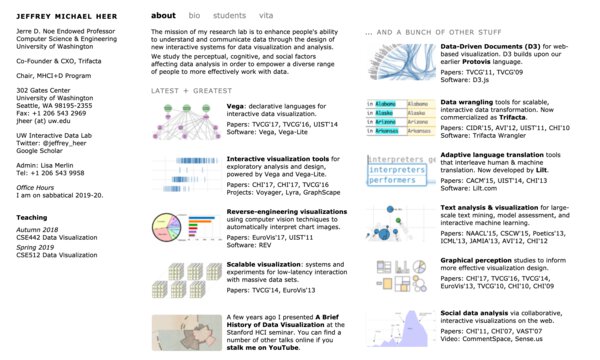 JEFFREY MICHAEL HEER
Jerre D. Noe Endowed Professor
Computer Science & Engineering
University of Washington
Co-Founder & CXO, Trifacta
Chair, MHCI+D Program
302 Gates Center
University of Washington
Seattle, WA 98195-2355
Fax: +1 206 543 2969
jheer (at) uw.edu
UW Interactive Data Lab
Twitter: @jeffrey_heer
Google Scholar
Admin: Lisa Merlin
Tel: +1 206 543 9958
Office Hours
I am on sabbatical 2019-20.
Teaching
Autumn 2018
CSE442 Data Visualization
Spring 2019
CSE512 Data Visualization
about bio students vita
The mission of my research lab is to enhance people's ability
to understand and communicate data through the design of
new interactive systems for data visualization and analysis.
We study the perceptual, cognitive, and social factors
affecting data analysis in order to empower a diverse range
of people to more effectively work with data.
LATEST + GREATEST
Vega: declarative languages for
interactive data visualization.
Papers: TVCG'17, TVCG'16, UIST'14
Software: Vega, Vega-Lite
Interactive visualization tools for
exploratory analysis and design,
powered by Vega and Vega-Lite.
Papers: CHI'17, CHI'17, TVCG'16
Projects: Voyager, Lyra, GraphScape
Reverse-engineering visualizations
using computer vision techniques to
automatically interpret chart images.
Papers: EuroVis'17, UIST'11
Software: REV
Scalable visualization: systems and
experiments for low-latency interaction
with massive data sets.
Papers: TVCG'14, EuroVis'13
A few years ago I presented A Brief
History of Data Visualization at the
Stanford HCI seminar. You can find a
number of other talks online if you
stalk me on YouTube.
... AND A BUNCH OF OTHER STUFF
Data-Driven Documents (D3) for web-
based visualization. D3 builds upon our
earlier Protovis language.
Papers: TVCG'11, TVCG'09
Software: D3.js
in Alabama Alabama
in Alaska Alaska
in Arizona Arizona
in Arkansas Arkansas
Data wrangling tools for scalable,
interactive data transformation. Now
commercialized as Trifacta.
Papers: CIDR'15, AVI'12, UIST'11, CHI'10
Software: Trifacta Wrangler
interpreters
interpreters
performers
Adaptive language translation tools
that interleave human & machine
translation. Now developed by Lilt.
Papers: CACM'15, UIST'14, CHI'13
Software: Lilt.com
Text analysis & visualization for large-
scale text mining, model assessment, and
interactive machine learning.
Papers: NAACL'15, CSCW'15, Poetics'13,
ICML'13, JAMIA'13, AVI'12, CHI'12
Graphical perception studies to inform
more effective visualization design.
Papers: CHI'17, TVCG'16, TVCG'14,
EuroVis'13, TVCG'10, CHI'10, CHI'09
Social data analysis via collaborative,
interactive visualizations on the web.
Papers: CHI'11, CHI'07, VAST'07
Video: CommentSpace, Sense.us